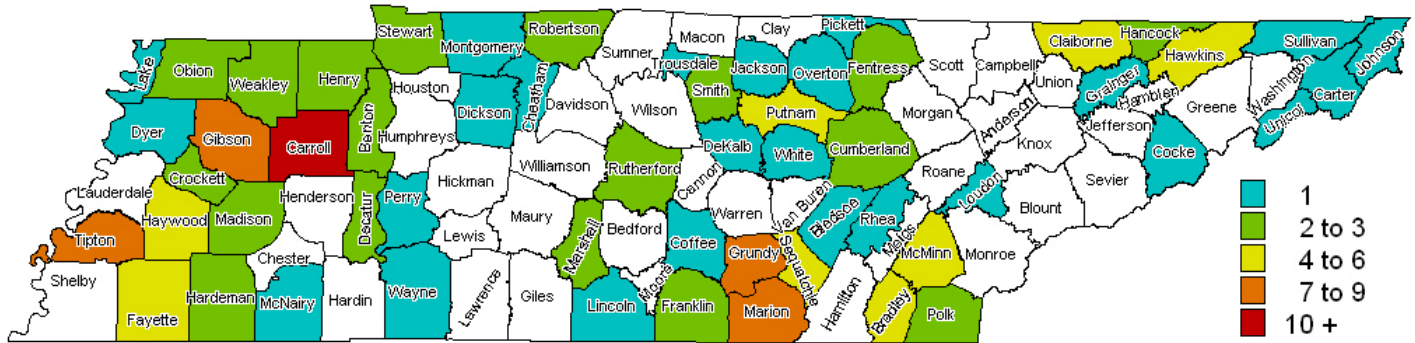 Stewart
Montgomery
Robertson
Sumner
Macon
Clay
Pickett
Claiborne
Hancock
Hawkins
Sullivan
Johnson
Lake
Obion
Weakley
Henry
Houston
Dickson
Cheatham
Davidson
Trousdale
Smith
Wilson
Jackson
Overton
Fentress
Scott
Campbell
Union
Grainger
Hamblen
Greene
Washington
Carter
Unicoi
Dyer
Gibson
Carroll
Benton
Humphreys
Putnam
Morgan
Anderson
Knox
Jefferson
Cocke
Lauderdale
Crockett
Henderson
Decatur
Perry
Hickman
Williamson
Rutherford
Cannon
DeKalb
White
Cumberland
Roane
Loudon
Blount
Sevier
Tipton
Haywood
Madison
Lewis
Maury
Marshall
Bedford
Coffee
Warren
Van Buren
Bledsoe
Rhea
Meigs
McMinn
Monroe
Shelby
Fayette
Hardeman
Chester
McNairy
Hardin
Wayne
Lawrence
Giles
Lincoln
Moore
Franklin
Grundy
Sequatchie
Marion
Hamilton
Bradley
Polk
1
2 to 3
4 to 6
7 to 9
10 +